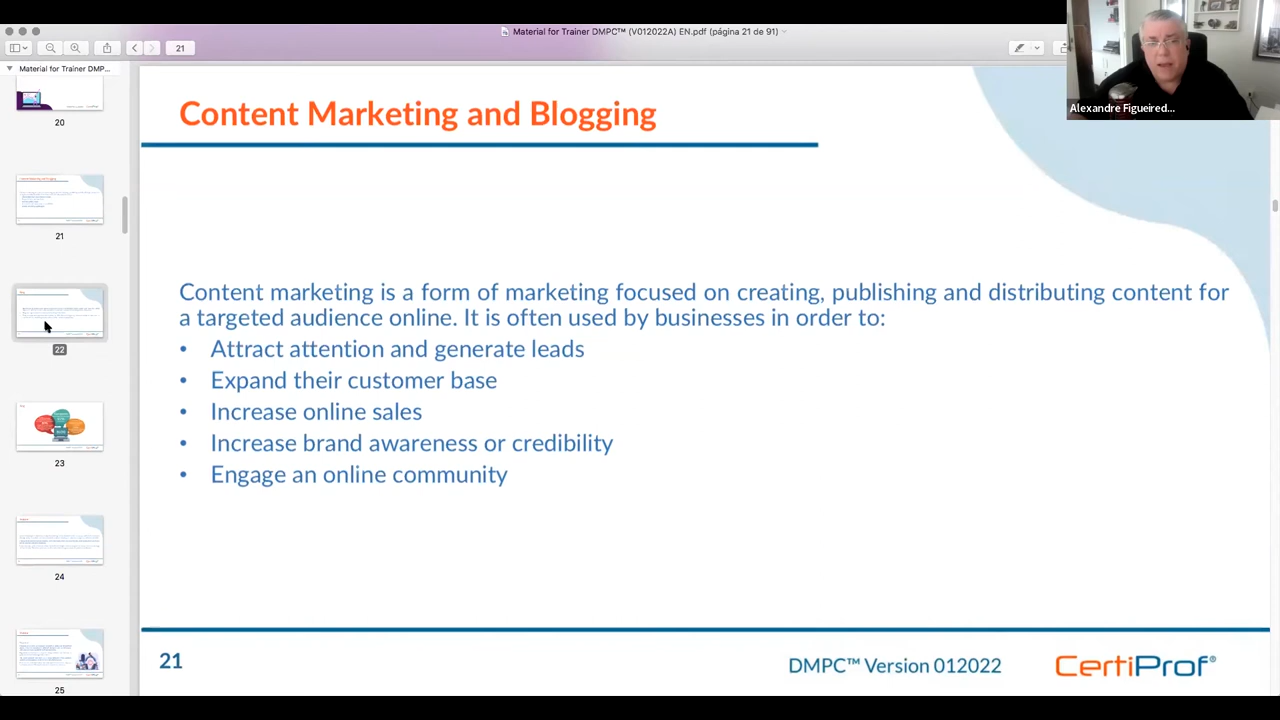 Material for Trainer DMPC™ (V012022A) EN.pdf (página 21 de 91)
21
Material for Trainer DMP...
20
21
22
23
24
25
Alexandre Figueired...
Content Marketing and Blogging
Content marketing is a form of marketing focused on creating, publishing and distributing content for
a targeted audience online. It is often used by businesses in order to:
• Attract attention and generate leads
• Expand their customer base
• Increase online sales
• Increase brand awareness or credibility
• Engage an online community
21
DMPC™ Version 012022
CertiProf®